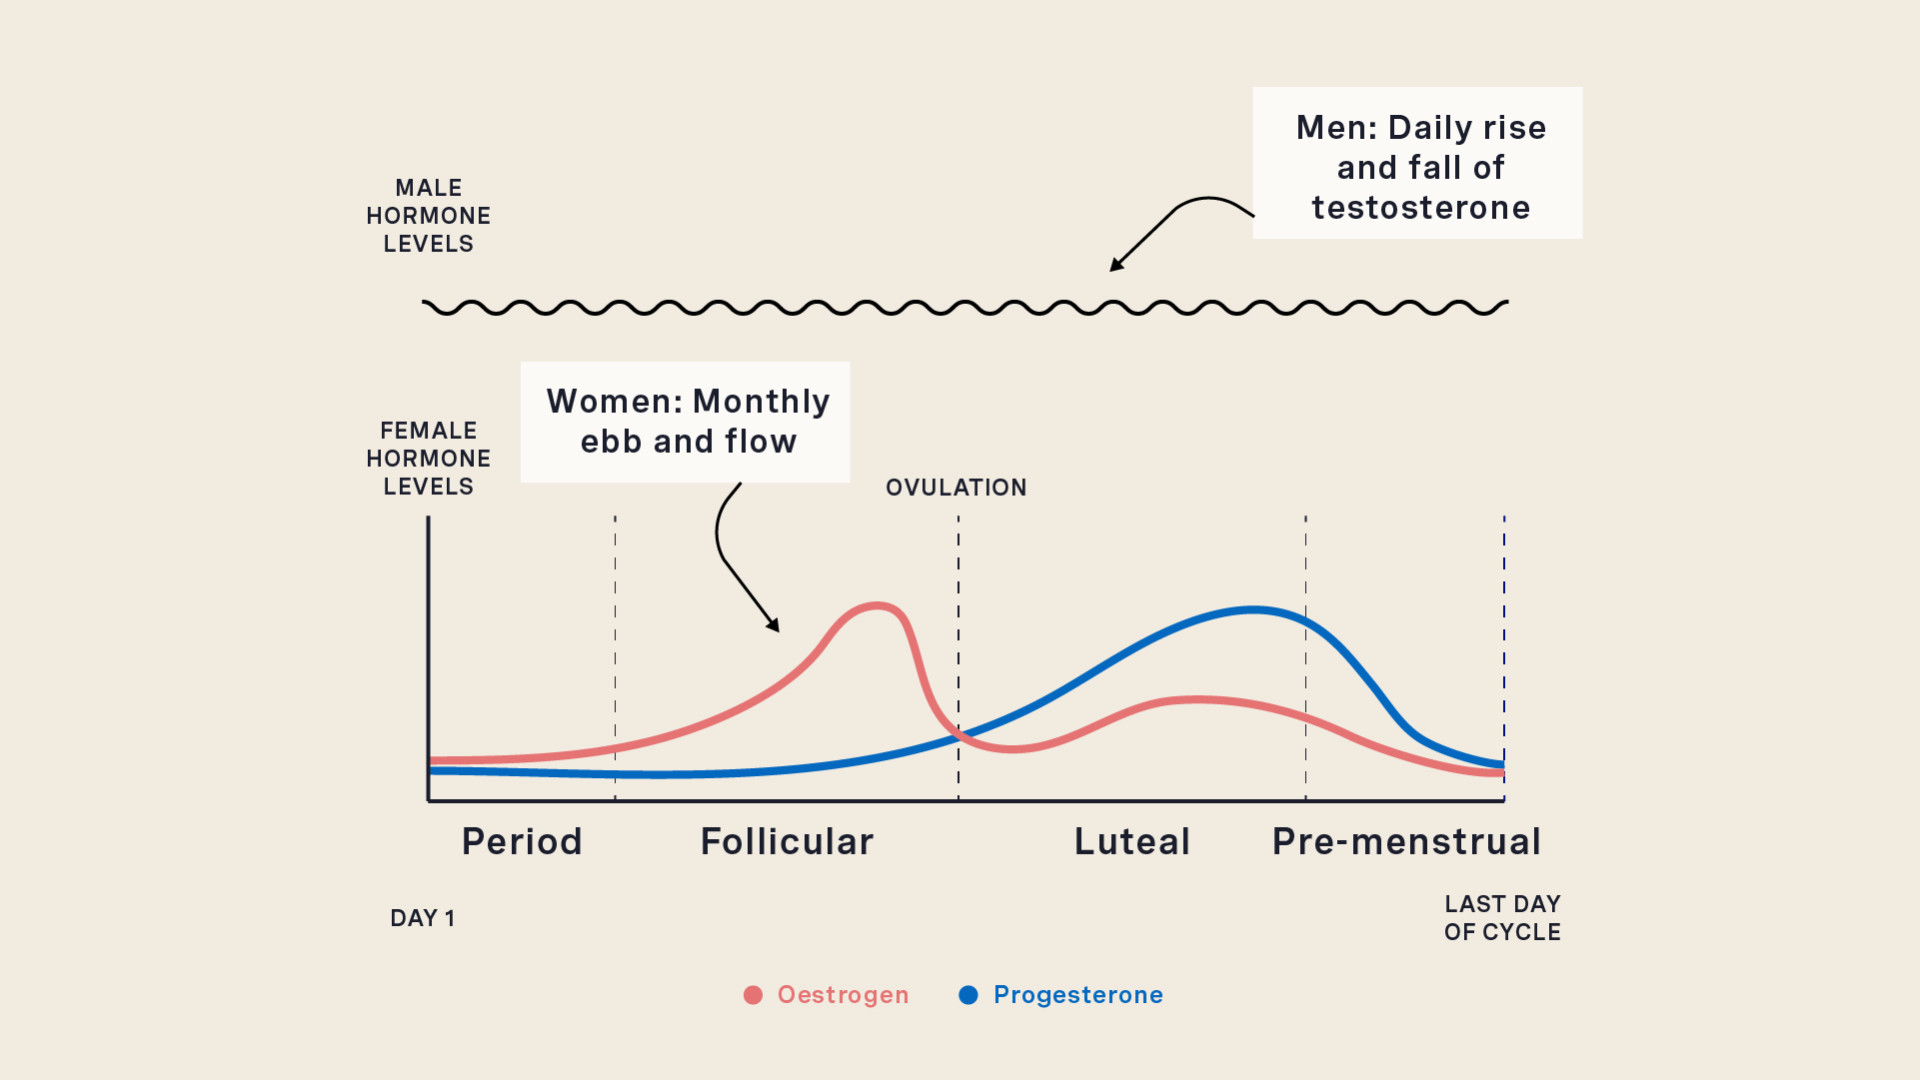 Men: Daily rise
and fall of
testosterone
MALE
HORMONE
LEVELS
Women: Monthly
ebb and flow
FEMALE
HORMONE
LEVELS
OVULATION
Period
Follicular
Luteal
Pre-menstrual
DAY 1
LAST DAY
OF CYCLE
Oestrogen
Progesterone